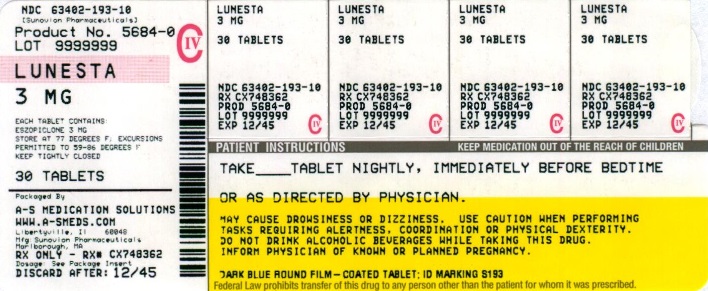 NDC 63402-193-10
[Sunovion Pharmaceuticals]
Product No. 5684-0
LOT 9999999
CIV
LUNESTA
3 MG
EACH TABLET CONTAINS:
ESZOPICLONE 3 MG
STORE AT 77 DEGREES F. EXCURSIONS
PERMITTED TO 59-86 DEGREES F
KEEP TIGHTLY CLOSED
30 TABLETS
Packaged By
A-S MEDICATION SOLUTIONS
WWW.A-SMEDS.COM
Libertyville, Il 60048
Mfg: Sunovion Pharmaceuticals
Marlborough, MA
RX ONLY - RX# CX748362
Dosage: See Package Insert
DISCARD AFTER: 12/45
LUNESTA
3 MG
30 TABLETS
NDC 63402-193-10
RX CX748362
PROD 5684-0
LOT 9999999
EXP 12/45
CIV
LUNESTA
3 MG
30 TABLETS
NDC 63402-193-10
RX CX748362
PROD 5684-0
LOT 9999999
EXP 12/45
CIV
LUNESTA
3 MG
30 TABLETS
NDC 63402-193-10
RX CX748362
PROD 5684-0
LOT 9999999
EXP 12/45
CIV
LUNESTA
3 MG
30 TABLETS
NDC 63402-193-10
RX CX748362
PROD 5684-0
LOT 9999999
EXP 12/45
CIV
PATIENT INSTRUCTIONS KEEP MEDICATION OUT OF THE REACH OF CHILDREN
TAKE____TABLET NIGHTLY, IMMEDIATELY BEFORE BEDTIME
OR AS DIRECTED BY PHYSICIAN.
MAY CAUSE DROWSINESS OR DIZZINESS. USE CAUTION WHEN PERFORMING
TASKS REQUIRING ALERTNESS, COORDINATION OR PHYSICAL DEXTERITY.
DO NOT DRINK ALCOHOLIC BEVERAGES WHILE TAKING THIS DRUG.
INFORM PHYSICIAN OF KNOWN OR PLANNED PREGNANCY.
DARK BLUE ROUND FILM-COATED TABLET; ID MARKING S193
Federal Law prohibits transfer of this drug to any person other than the patient for whom it was prescribed.